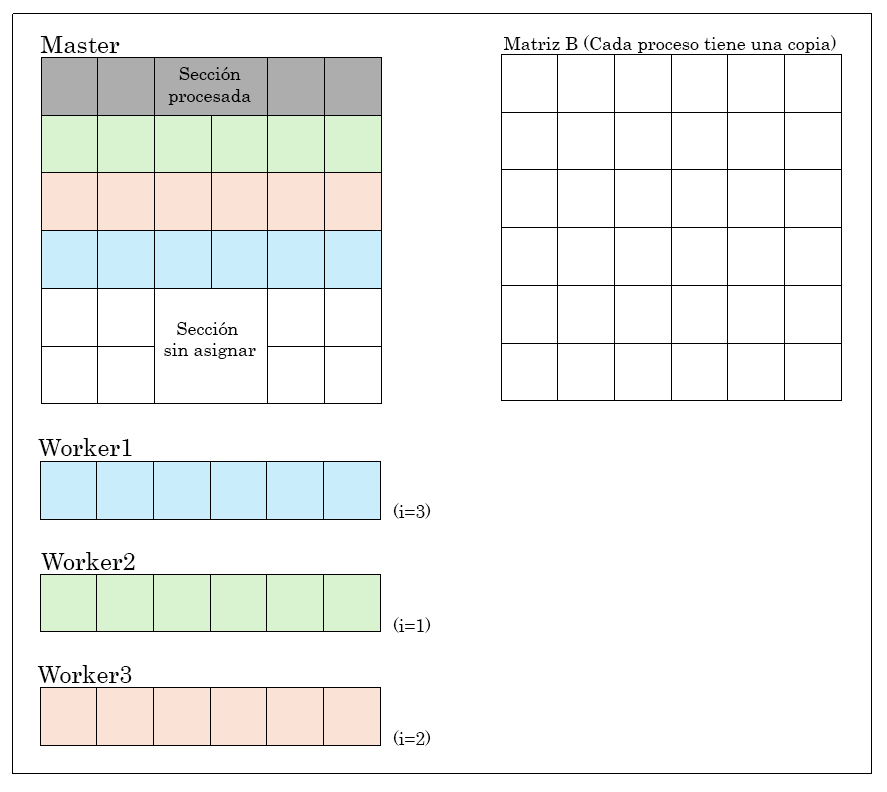 Master
Matriz B (Cada proceso tiene una copia)
Sección
procesada
Sección
sin asignar
Worker1
(i=3)
Worker2
(i=1)
Worker3
(i=2)